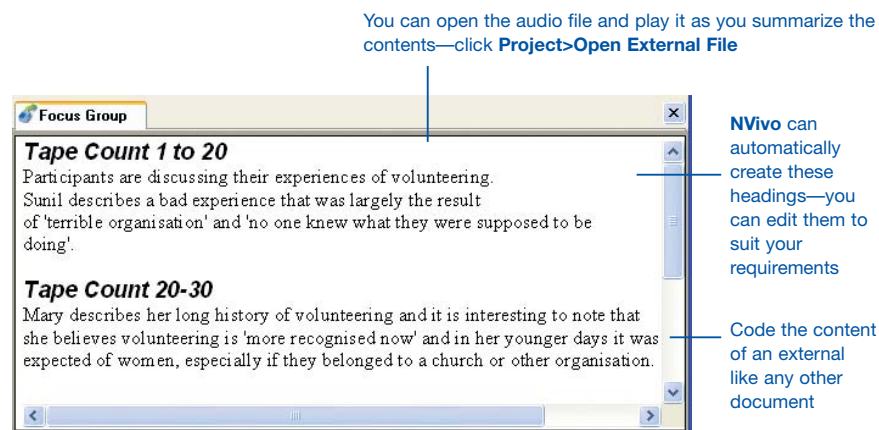 You can open the audio file and play it as you summarize the
contents—click Project>Open External File
Focus Group
Tape Count 1 to 20
Participants are discussing their experiences of volunteering.
Sunil describes a bad experience that was largely the result
of 'terrible organisation' and 'no one knew what they were supposed to be
doing'.
Tape Count 20-30
Mary describes her long history of volunteering and it is interesting to note that
she believes volunteering is 'more recognised now' and in her younger days it was
expected of women, especially if they belonged to a church or other organisation.
NVivo can
automatically
create these
headings—you
can edit them to
suit your
requirements
Code the content
of an external
like any other
document